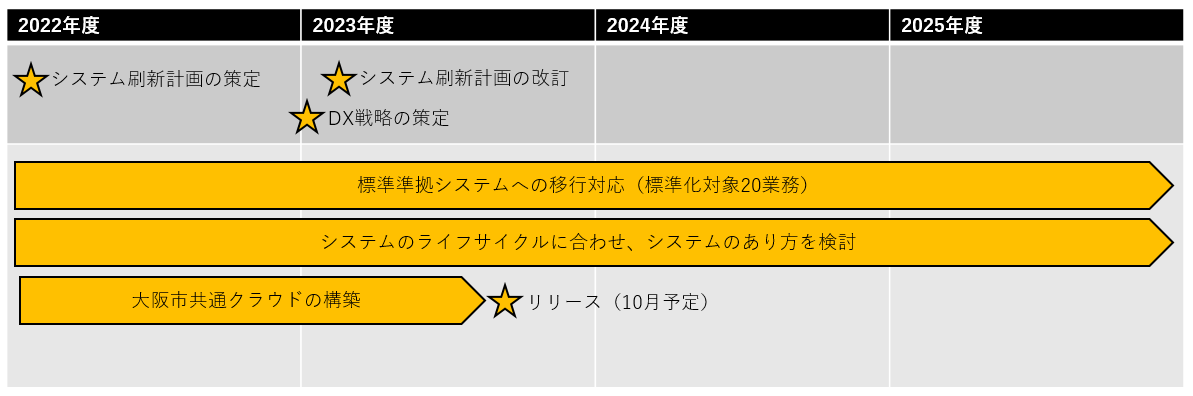 2022年度
2023年度
2024年度
2025年度
システム刷新計画の策定
システム刷新計画の改訂
DX戦略の策定
標準準拠システムへの移行対応（標準化対象20業務）
システムのライフサイクルに合わせ、システムのあり方を検討
大阪市共通クラウドの構築
リリース（10月予定）